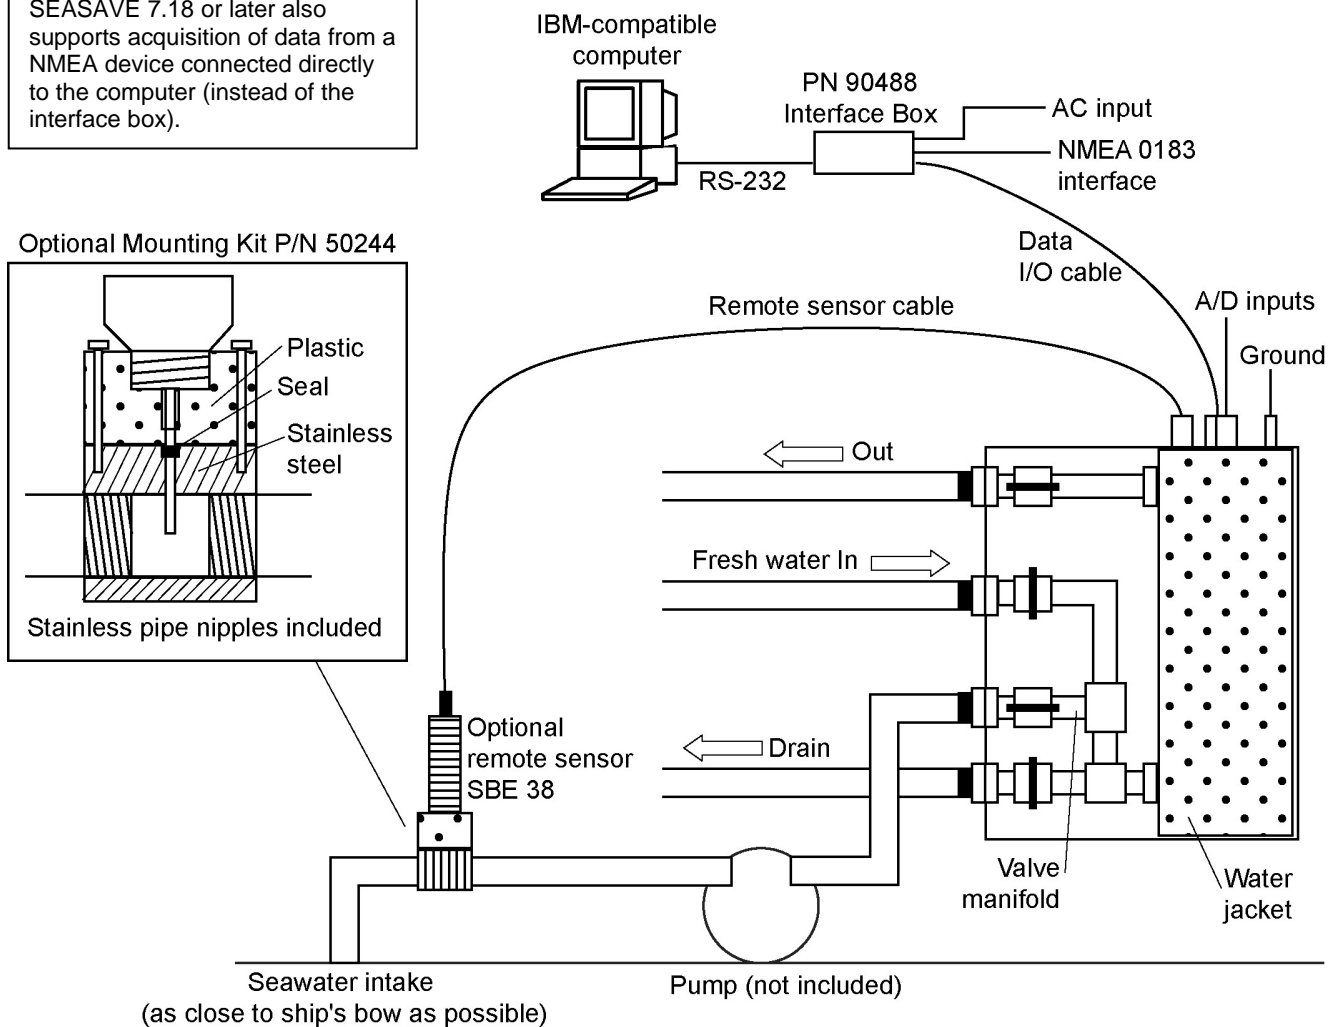 SEASAVE 7.18 or later also
supports acquisition of data from a
NMEA device connected directly
to the computer (instead of the
interface box).
IBM-compatible
computer
PN 90488
Interface Box
AC input
NMEA 0183
interface
RS-232
Data
I/O cable
A/D inputs
Ground
Remote sensor cable
Optional Mounting Kit P/N 50244
Plastic
Seal
Stainless
steel
Stainless pipe nipples included
Out
Fresh water In
Drain
Optional
remote sensor
SBE 38
Valve
manifold
Water
jacket
Seawater intake
(as close to ship's bow as possible)
Pump (not included)